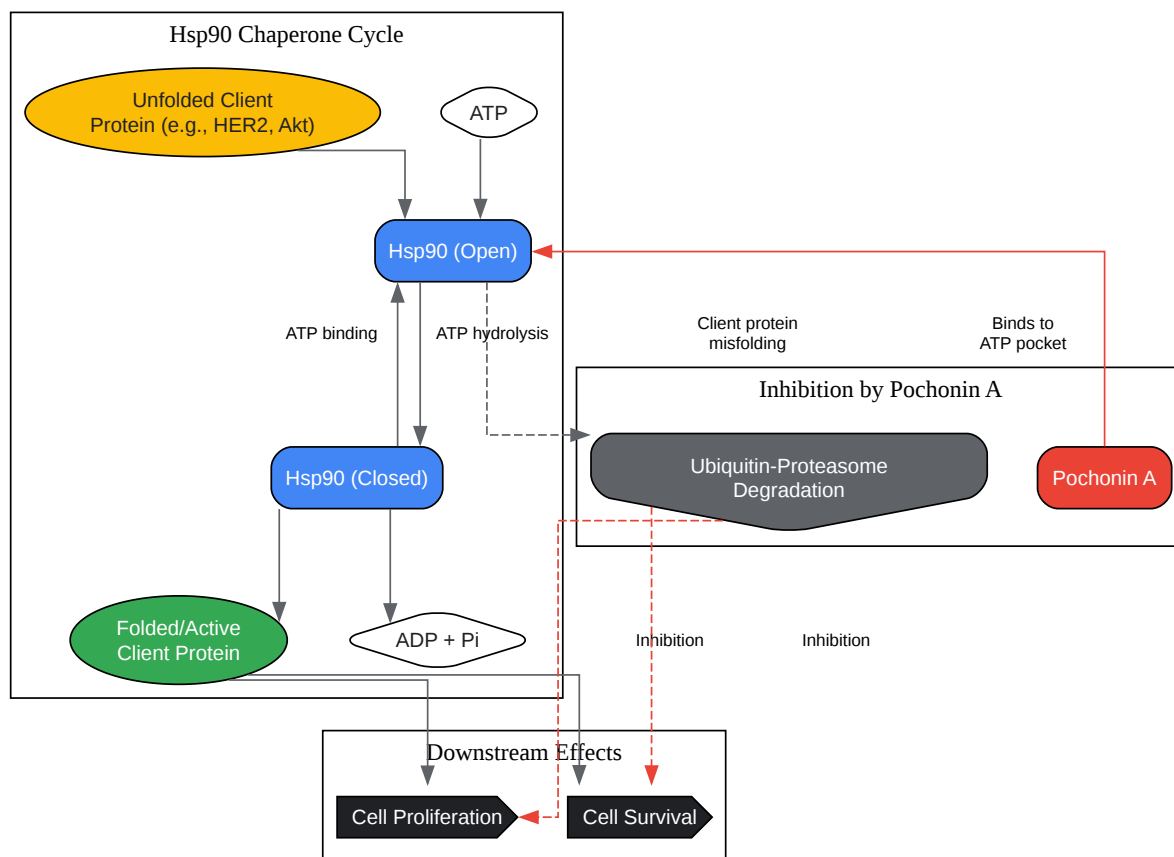 Hsp90 Chaperone Cycle
Unfolded Client
Protein (e.g., HER2, Akt)
ATP
Hsp90 (Open)
ATP binding
ATP hydrolysis
Client protein
misfolding
Binds to
ATP pocket
Inhibition by Pochonin A
Ubiquitin-Proteasome
Degradation
Pochonin A
Hsp90 (Closed)
Folded/Active
Client Protein
ADP + Pi
Inhibition
Inhibition
Downstream Effects
Cell Proliferation
Cell Survival